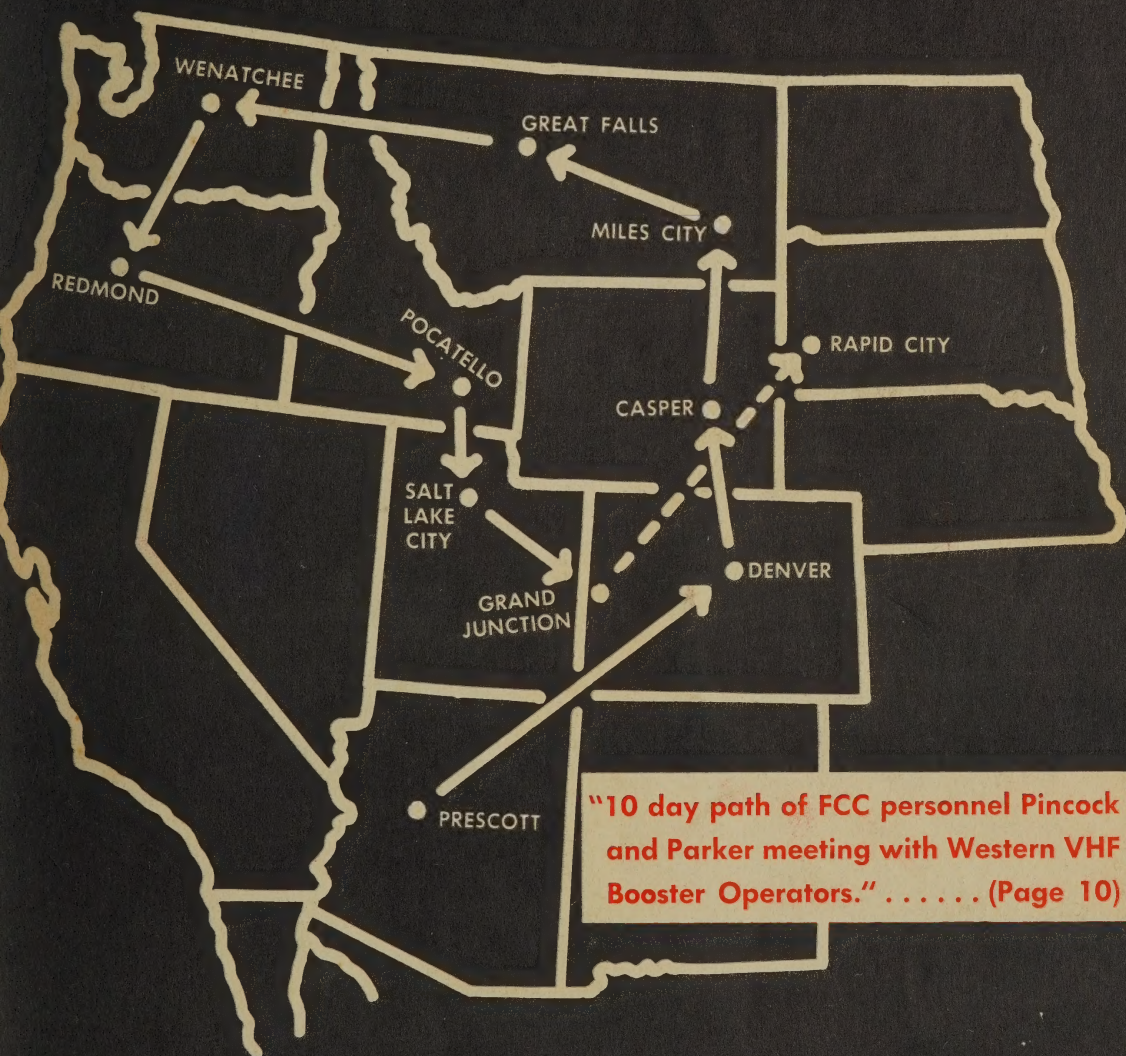 WENATCHEE
GREAT FALLS
MILES CITY
REDMOND
POCATELLO
RAPID CITY
CASPER
SALT
LAKE
CITY
DENVER
GRAND
JUNCTION
PRESCOTT
"10 day path of FCC personnel Pincock
and Parker meeting with Western VHF
Booster Operators." . . . . . . (Page 10)